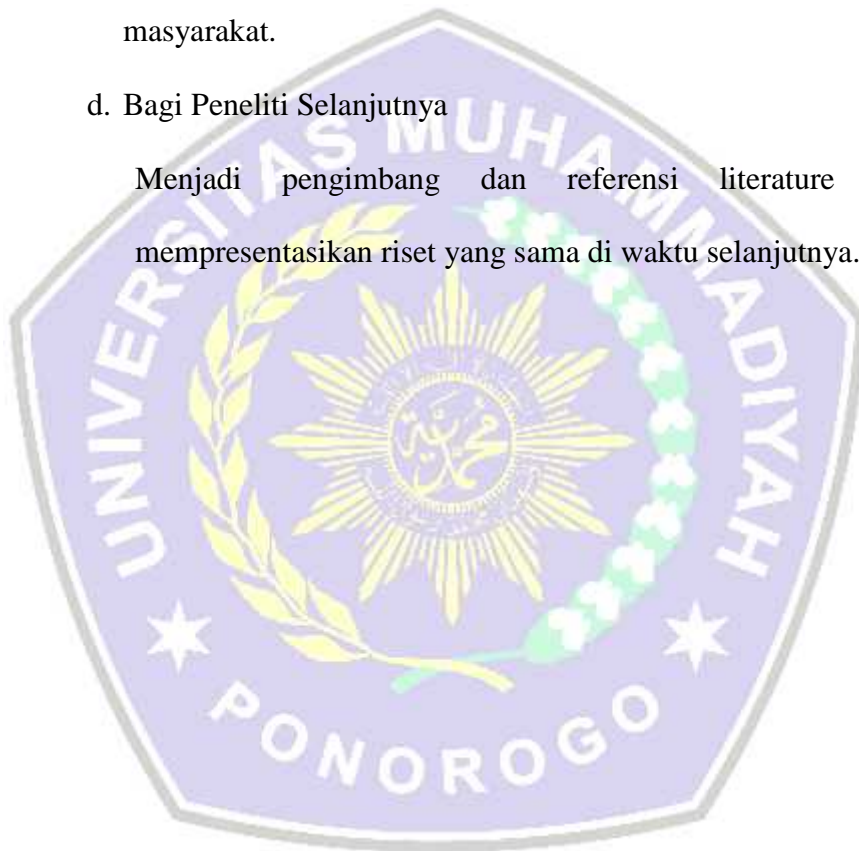 masyarakat.
d. Bagi Peneliti Selanjutnya
Menjadi pengimbang dan referensi literature
mempresentasikan riset yang sama di waktu selanjutnya.
UNIVERSITAS MUHAMMADIYAH
PONOROGO